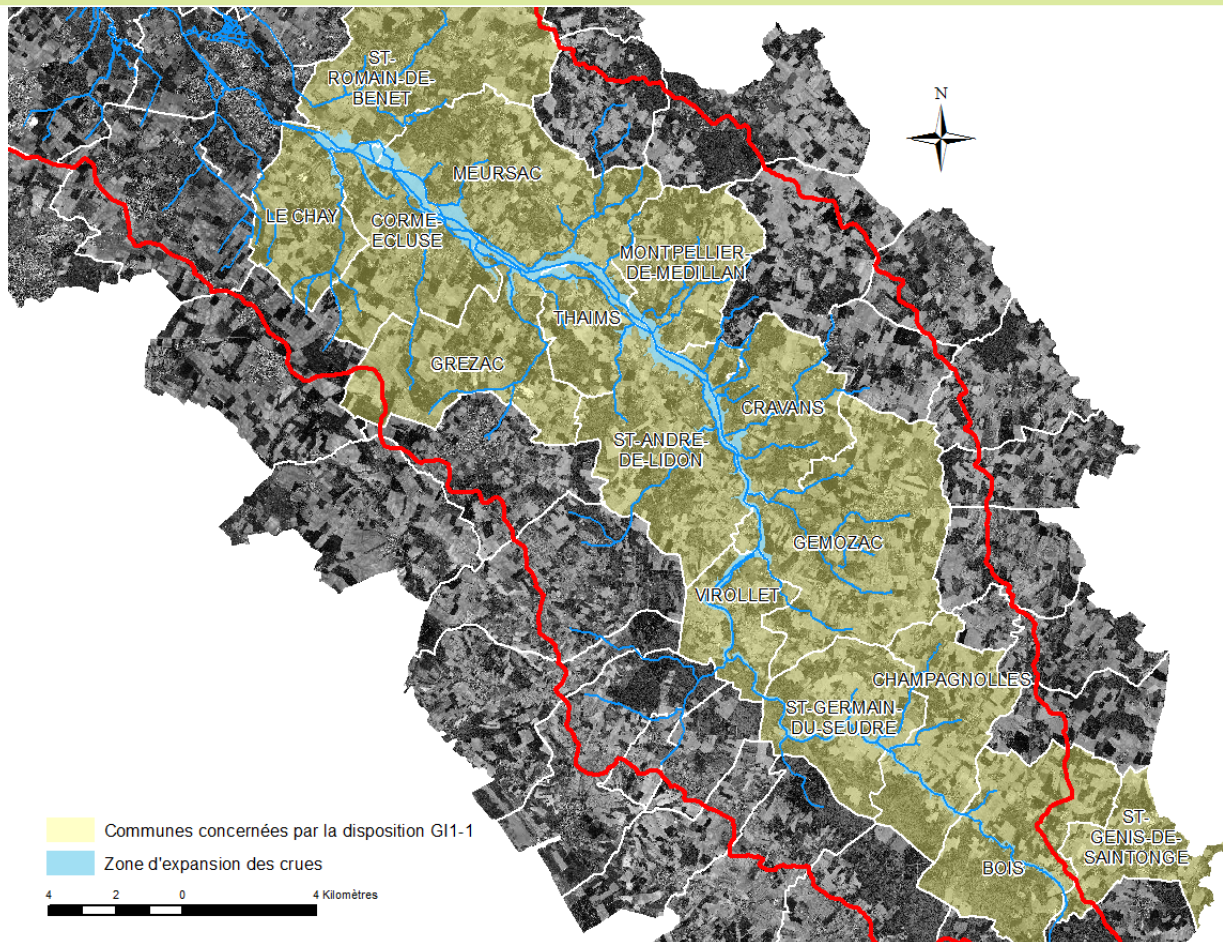 ST-
ROMAIN-DE-
BENET
N
MEURSAC
LE CHAY
CORME-
ECLUSE
MONTPELLIER-
DE-MEDILLAN
THAIMS
GREZAC
CRAVANS
ST-ANDRE-
DE-LIDON
GEMOZAC
VIROLLET
CHAMPAGNOLLES
ST-GERMAIN-
DU-SEUDRE
ST-
GENIS-DE-
SAINTONGE
BOIS
Communes concernées par la disposition GI1-1
Zone d'expansion des crues
4 2 0 4 Kilomètres